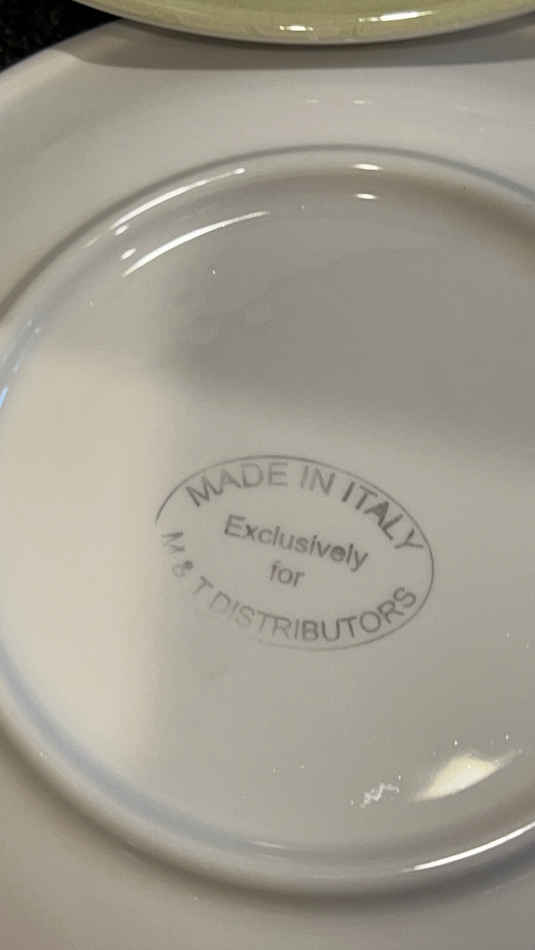 MADE IN ITALY
Exclusively
for
M & T DISTRIBUTORS